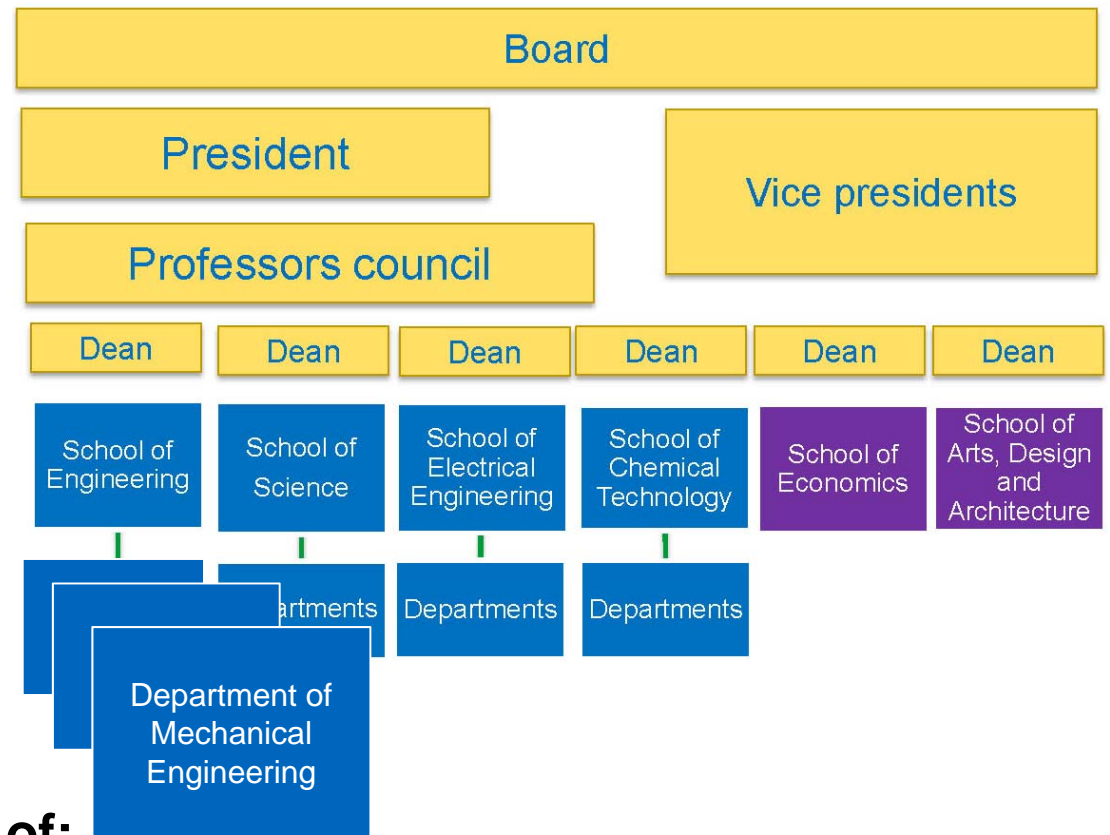 Board
President
Vice presidents
Professors council
Dean
Dean
Dean
Dean
Dean
Dean
School of
Engineering
School of
Science
School of
Electrical
Engineering
School of
Chemical
Technology
School of
Economics
School of
Arts, Design
and
Architecture
artments
Departments
Departments
Department of
Mechanical
Engineering
of: